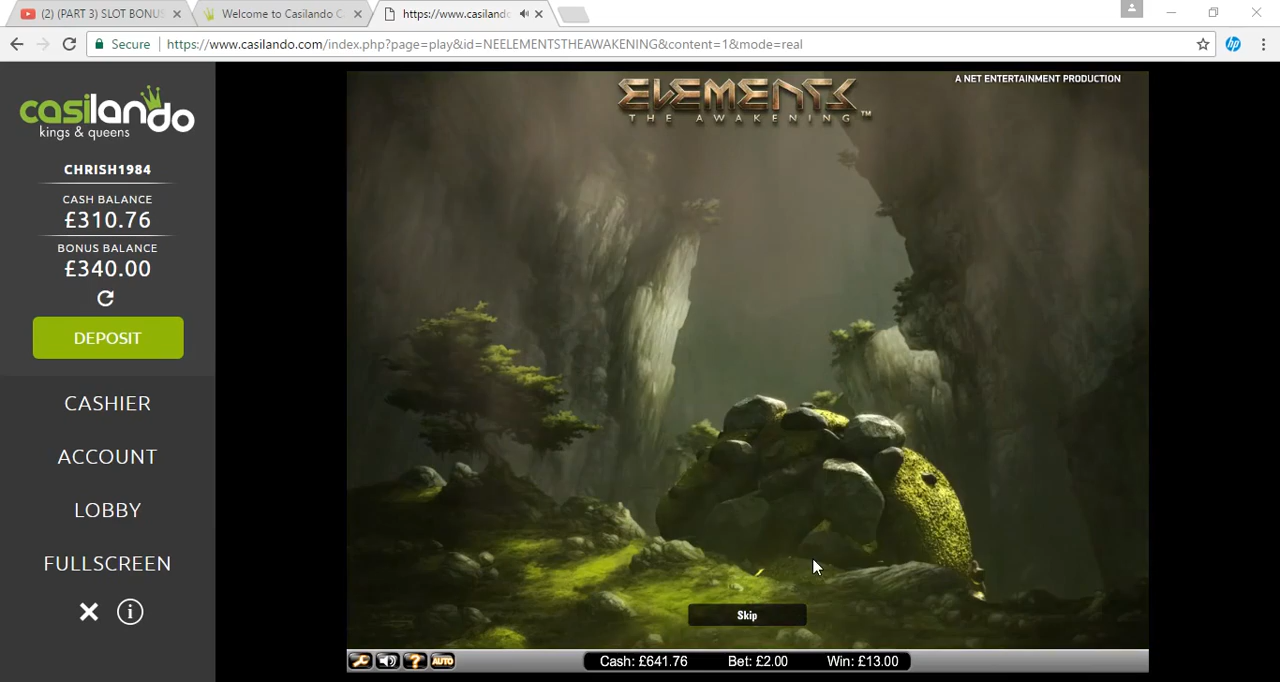 (2) (PART 3) SLOT BONUS
Welcome to Casilando C
https://www.casilando
Secure
https://www.casilando.com/index.php?page=play&id=NEELEMENTSTHEAWAKENING&content=1&mode=real
hp
casilando
kings & queens
CHRISH1984
CASH BALANCE
£310.76
BONUS BALANCE
£340.00
DEPOSIT
CASHIER
ACCOUNT
LOBBY
FULLSCREEN
ELEMENTS
THE AWAKENING™
A NET ENTERTAINMENT PRODUCTION
Skip
?
AUTO
Cash: £641.76 Bet: £2.00 Win: £13.00